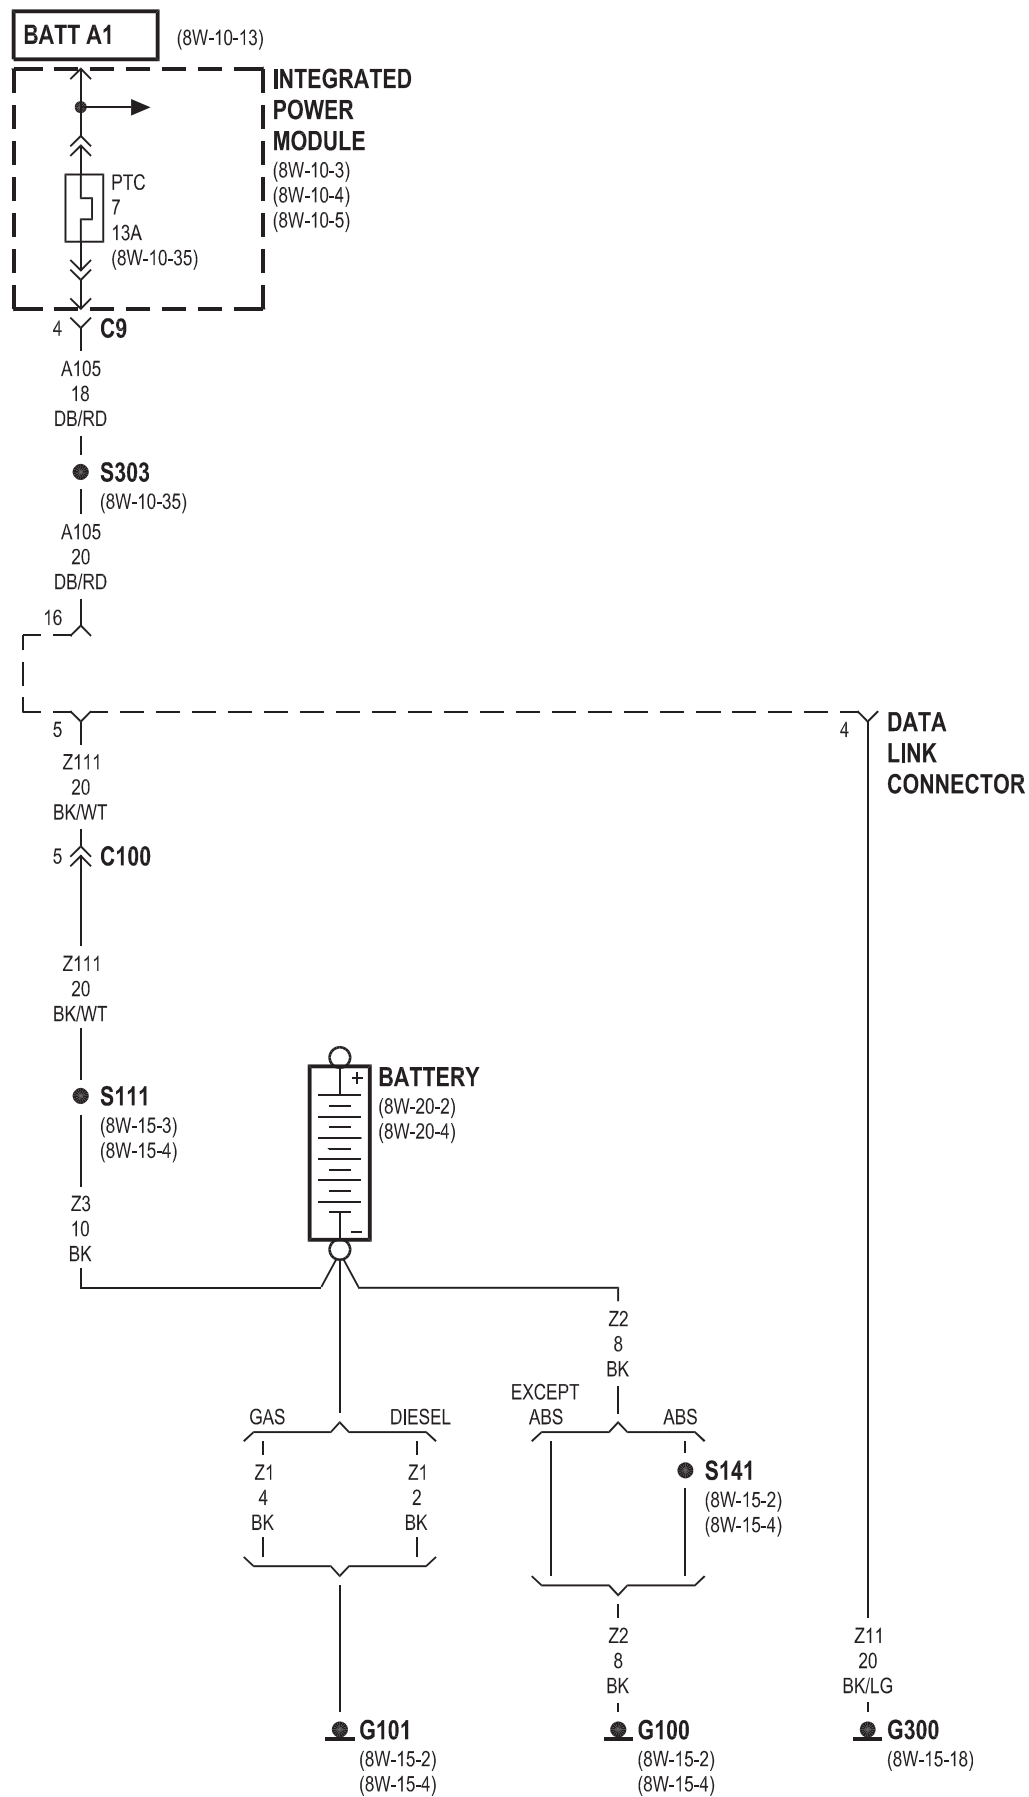 BATT A1
(8W-10-13)
INTEGRATED
POWER
MODULE
(8W-10-3)
(8W-10-4)
(8W-10-5)
PTC
7
13A
(8W-10-35)
4 C9
A105
18
DB/RD
S303
(8W-10-35)
A105
20
DB/RD
16
5
4
DATA
LINK
CONNECTOR
Z111
20
BK/WT
5 C100
Z111
20
BK/WT
S111
(8W-15-3)
(8W-15-4)
Z3
10
BK
+
BATTERY
(8W-20-2)
(8W-20-4)
–
Z2
8
BK
GAS
DIESEL
Z1
4
BK
Z1
2
BK
EXCEPT
ABS
ABS
S141
(8W-15-2)
(8W-15-4)
Z2
8
BK
Z11
20
BK/LG
G101
(8W-15-2)
(8W-15-4)
G100
(8W-15-2)
(8W-15-4)
G300
(8W-15-18)